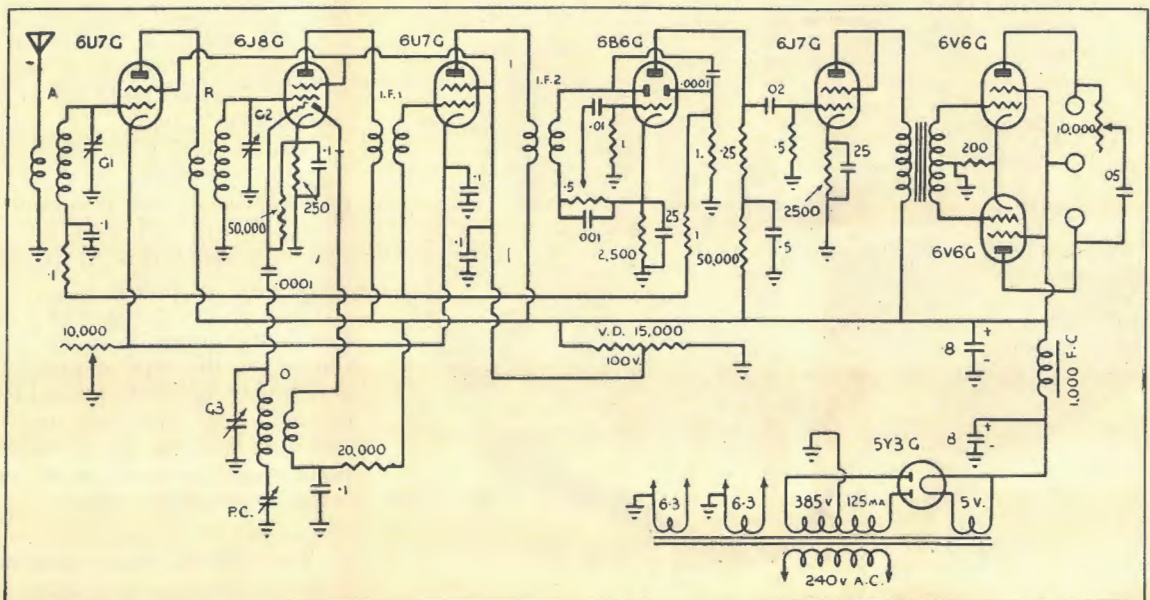 6U7G
6J8G
6U7G
6B6G
6J7G
6V6G
A
R
G1
G2
I.F.1
I.F.2
.0001
02
10,000
.1
.01
1.
1.
.25
.5
25
200
05
250
.5
2500
50,000
.1
.1
001
25
1
.5
6V6G
.1
.0001
2,500
50,000
10,000
V.D. 15,000
100V.
.8
+
-
1,000 F.C
O
G3
20,000
8
+
-
5Y3G
P.C.
.1
6·3
6·3
385V
125MA
5V.
240V A.C.